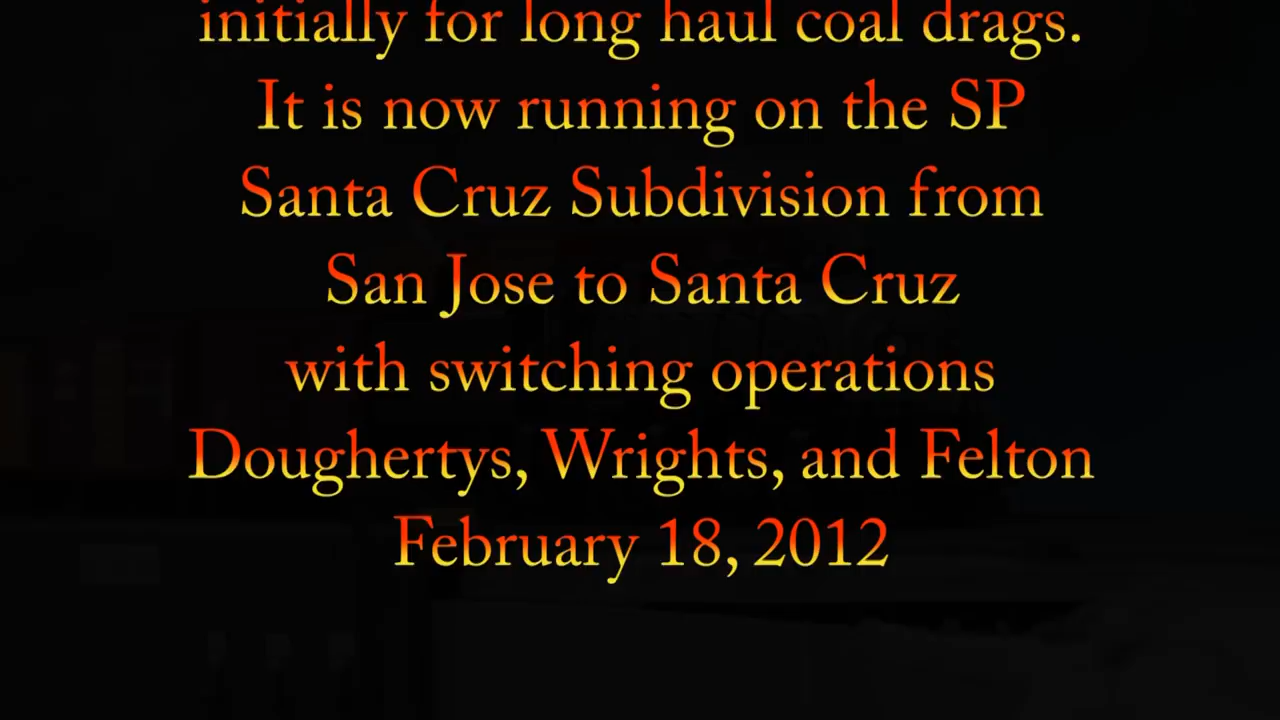 initially for long haul coal drags.
It is now running on the SP
Santa Cruz Subdivision from
San Jose to Santa Cruz
with switching operations
Doughertys, Wrights, and Felton
February 18, 2012